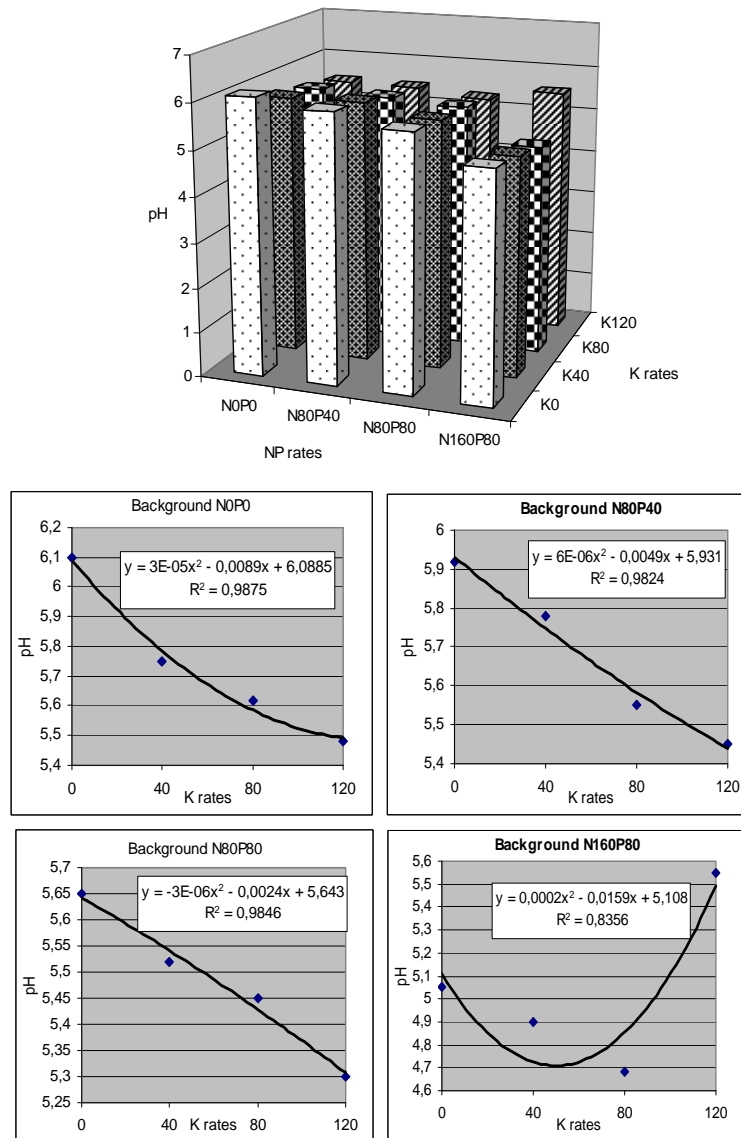 7
6
5
4
3
2
1
0
pH
N0P0
N80P40
N80P80
N160P80
NP rates
K0
K40
K80
K120
K rates
Background N0P0
6,2
6,1
6
5,9
5,8
5,7
5,6
5,5
5,4
pH
y = 3E-05x² - 0,0089x + 6,0885
R² = 0,9875
0 40 80 120
K rates
Background N80P40
6
5,9
5,8
5,7
5,6
5,5
5,4
pH
y = 6E-06x² - 0,0049x + 5,931
R² = 0,9824
0 40 80 120
K rates
Background N80P80
5,7
5,65
5,6
5,55
5,5
5,45
5,4
5,35
5,3
5,25
pH
y = -3E-06x² - 0,0024x + 5,643
R² = 0,9846
0 40 80 120
K rates
Background N160P80
5,6
5,5
5,4
5,3
5,2
5,1
5
4,9
4,8
4,7
4,6
pH
y = 0,0002x² - 0,0159x + 5,108
R² = 0,8356
0 40 80 120
K rates